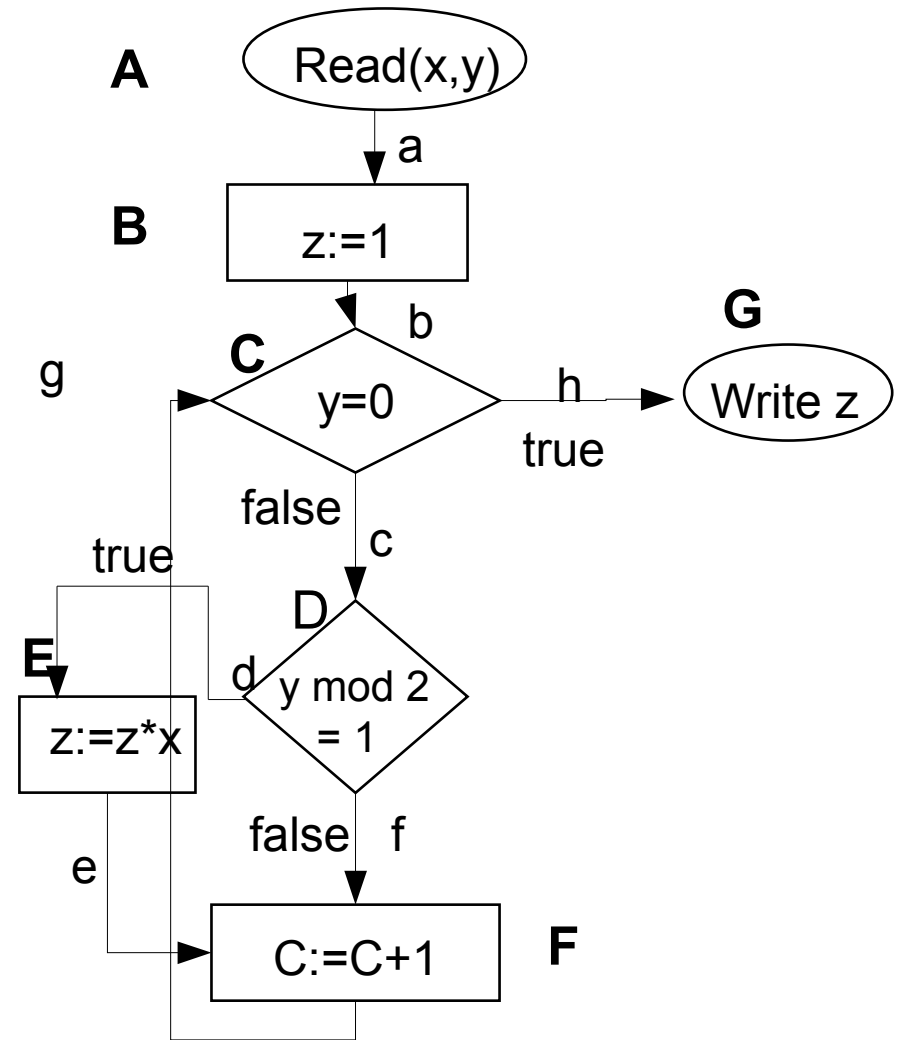 A
Read(x,y)
a
B
z:=1
b
G
C
g
y=0
h
Write z
true
false
c
true
D
E
d
y mod 2
= 1
z:=z*x
false
f
e
C:=C+1
F